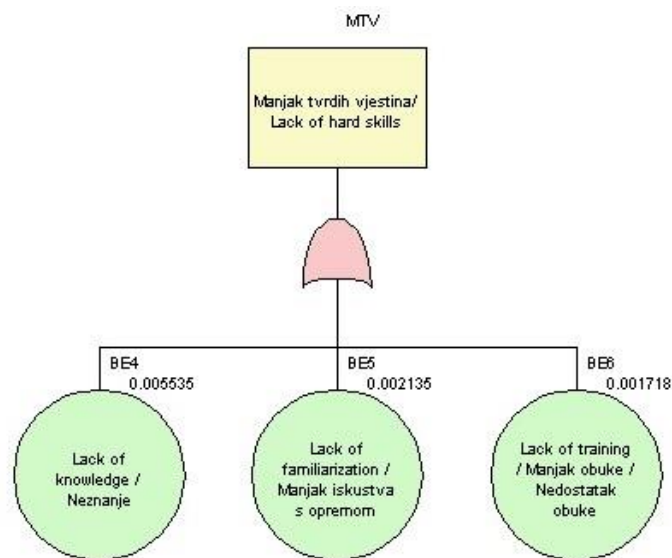 MTV
Manjak tvrdih vjestina/
Lack of hard skills
BE4
0.005535
BE5
0.002135
BE6
0.001718
Lack of
knowledge /
Neznanje
Lack of
familiarization /
Manjak iskustva
s opremom
Lack of training
/ Manjak obuke /
Nedostatak
obuke